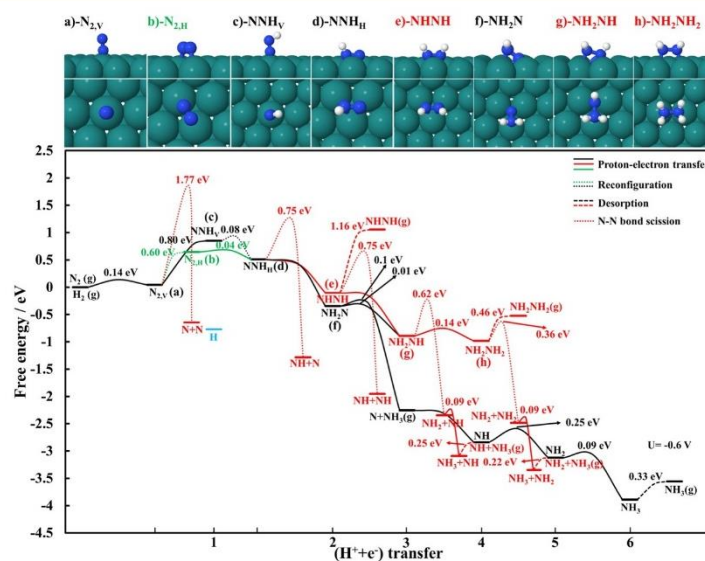 a)-N₂,V b)-N₂,H c)-NNHV d)-NNHH e)-NHNH f)-NH₂N g)-NH₂NH h)-NH₂NH₂
2.5
2
1.5
1
0.5
0
-0.5
-1
-1.5
-2
-2.5
-3
-3.5
-4
-4.5
Free energy / eV
Proton-electron transfer
Reconfiguration
Desorption
N-N bond scission
1.77 eV
(c)
NNHV
0.08 eV
0.80 eV
0.60 eV
0.04 eV
N₂,H (b)
N₂ (g)
H₂ (g)
0.14 eV
N₂,V (a)
NNHH (d)
0.75 eV
1.16 eV
NHNH(g)
0.75 eV
0.1 eV
0.01 eV
(e)
NHNH
NH₂N
(f)
N+N
H
NH+N
NH+NH
0.62 eV
0.14 eV
NH₂NH
(g)
0.46 eV
NH₂NH₂(g)
0.36 eV
NH₂NH₂
(h)
N+NH₃(g)
0.09 eV
NH₂+NH
NH
NH+NH₃(g)
0.25 eV
NH₃+NH
NH₂+NH₂
0.09 eV
0.25 eV
0.22 eV
NH₃+NH₂
NH₂
NH₂+NH₃(g)
0.09 eV
U= -0.6 V
0.33 eV
NH₃
NH₃(g)
1 2 3 4 5 6
(H⁺+e⁻) transfer